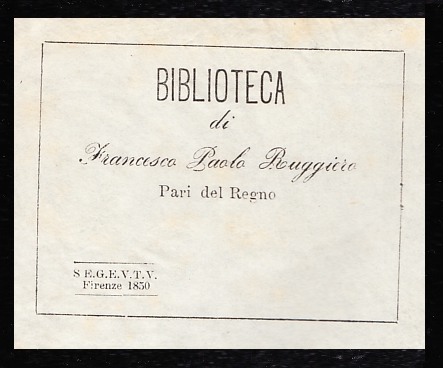 BIBLIOTECA
di
Francesco Paolo Ruggiero
Pari del Regno
S E.G.E.V.T.V.
Firenze 1850